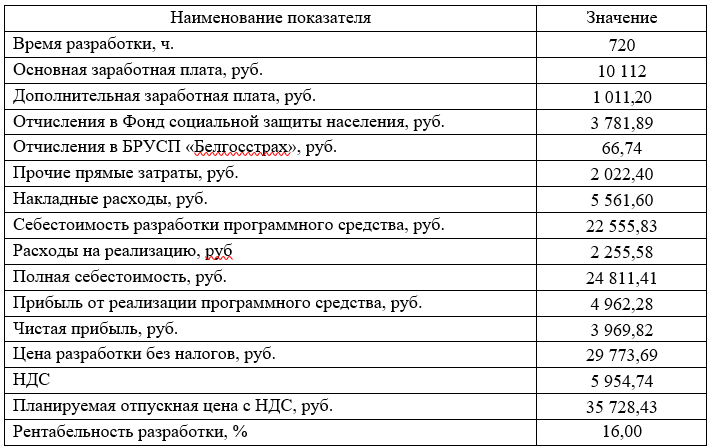 Наименование показателя Значение
Время разработки, ч. 720
Основная заработная плата, руб. 10 112
Дополнительная заработная плата, руб. 1 011,20
Отчисления в Фонд социальной защиты населения, руб. 3 781,89
Отчисления в БРУСП «Белгосстрах», руб. 66,74
Прочие прямые затраты, руб. 2 022,40
Накладные расходы, руб. 5 561,60
Себестоимость разработки программного средства, руб. 22 555,83
Расходы на реализацию, руб 2 255,58
Полная себестоимость, руб. 24 811,41
Прибыль от реализации программного средства, руб. 4 962,28
Чистая прибыль, руб. 3 969,82
Цена разработки без налогов, руб. 29 773,69
НДС 5 954,74
Планируемая отпускная цена с НДС, руб. 35 728,43
Рентабельность разработки, % 16,00